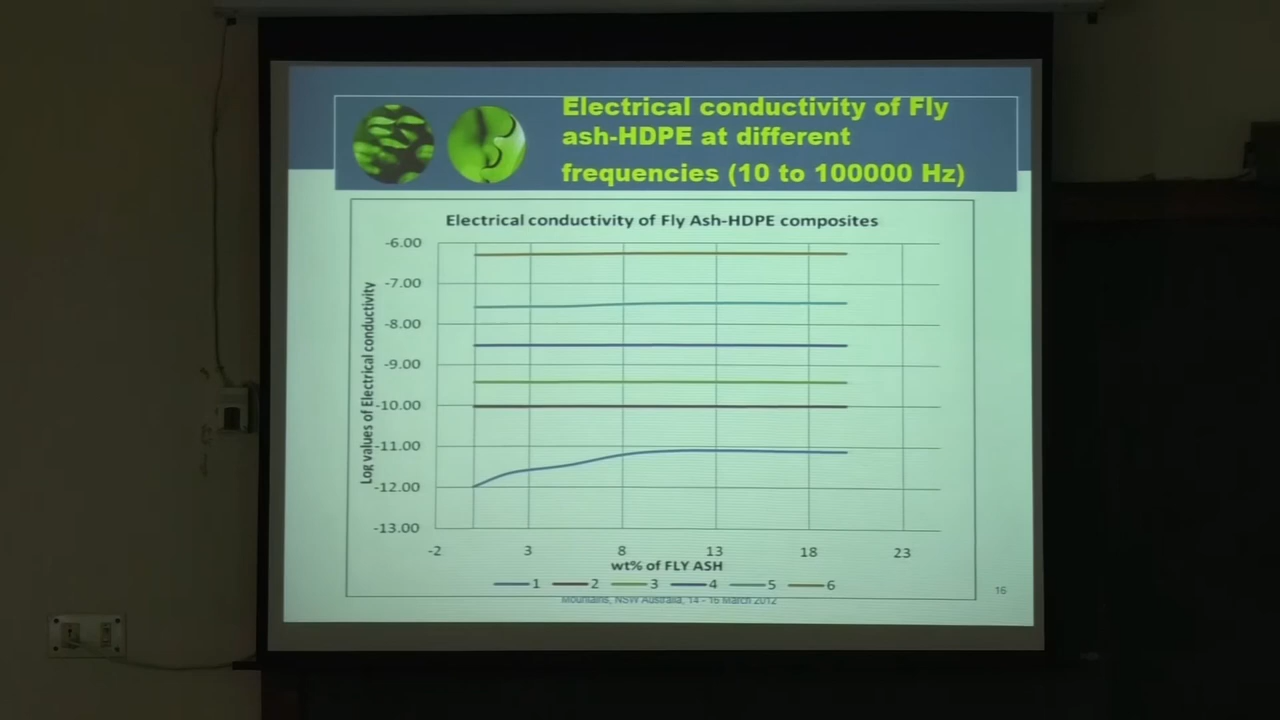 Electrical conductivity of Fly
ash-HDPE at different
frequencies (10 to 100000 Hz)
Electrical conductivity of Fly Ash-HDPE composites
Log values of Electrical conductivity
-6.00
-7.00
-8.00
-9.00
-10.00
-11.00
-12.00
-13.00
-2 3 8 13 18 23
wt% of FLY ASH
1 2 3 4 5 6
Mountains, NSW Australia, 14 - 16 March 2012
16